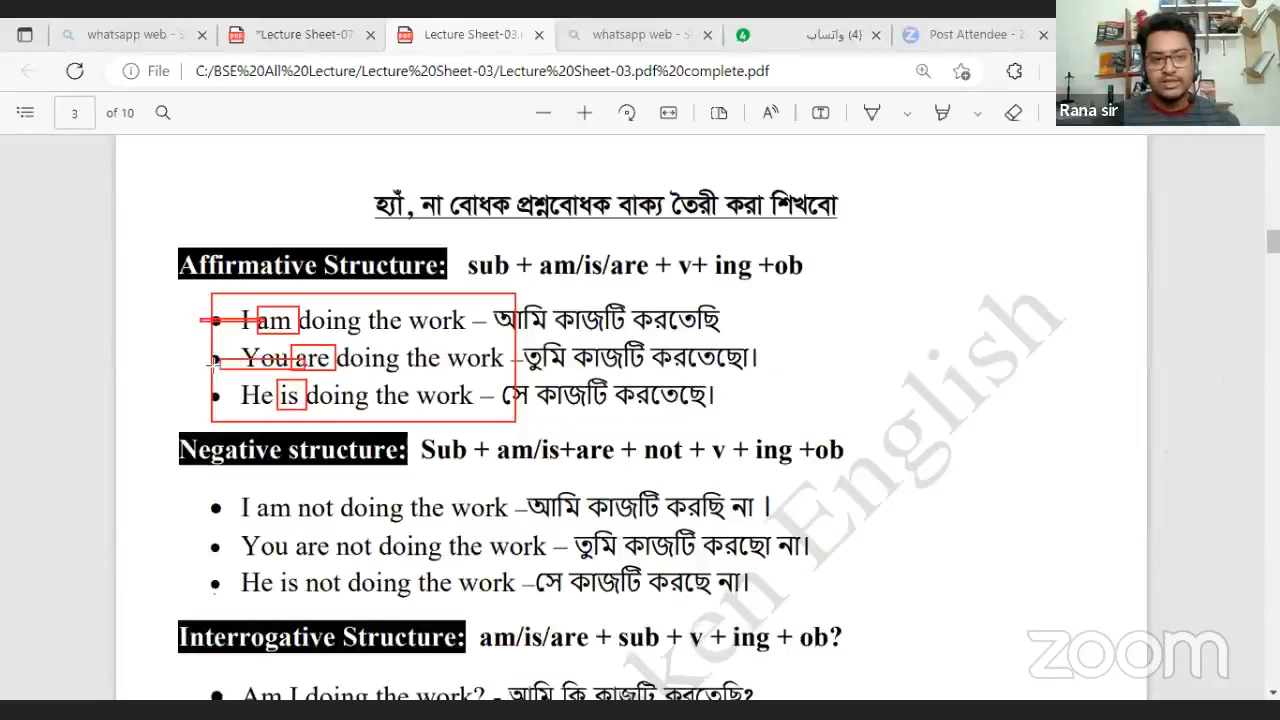 whatsapp web - S
"Lecture Sheet-07
Lecture Sheet-03.
whatsapp web - S
واتساب (4)
Post Attendee - Z
File C:/BSE%20All%20Lecture/Lecture%20Sheet-03/Lecture%20Sheet-03.pdf%20complete.pdf
3 of 10
Rana sir
হ্যাঁ, না বোধক প্রশ্নবোধক বাক্য তৈরী করা শিখবো
Affirmative Structure: sub + am/is/are + v+ ing +ob
• I am doing the work – আমি কাজটি করতেছি
• You are doing the work –তুমি কাজটি করতেছো।
• He is doing the work – সে কাজটি করতেছে।
Negative structure: Sub + am/is+are + not + v + ing +ob
• I am not doing the work –আমি কাজটি করছি না ।
• You are not doing the work – তুমি কাজটি করছো না।
• He is not doing the work –সে কাজটি করছে না।
Interrogative Structure: am/is/are + sub + v + ing + ob?
• Am I doing the work? - আমি কি কাজটি করতেছি?
ken English
zoom